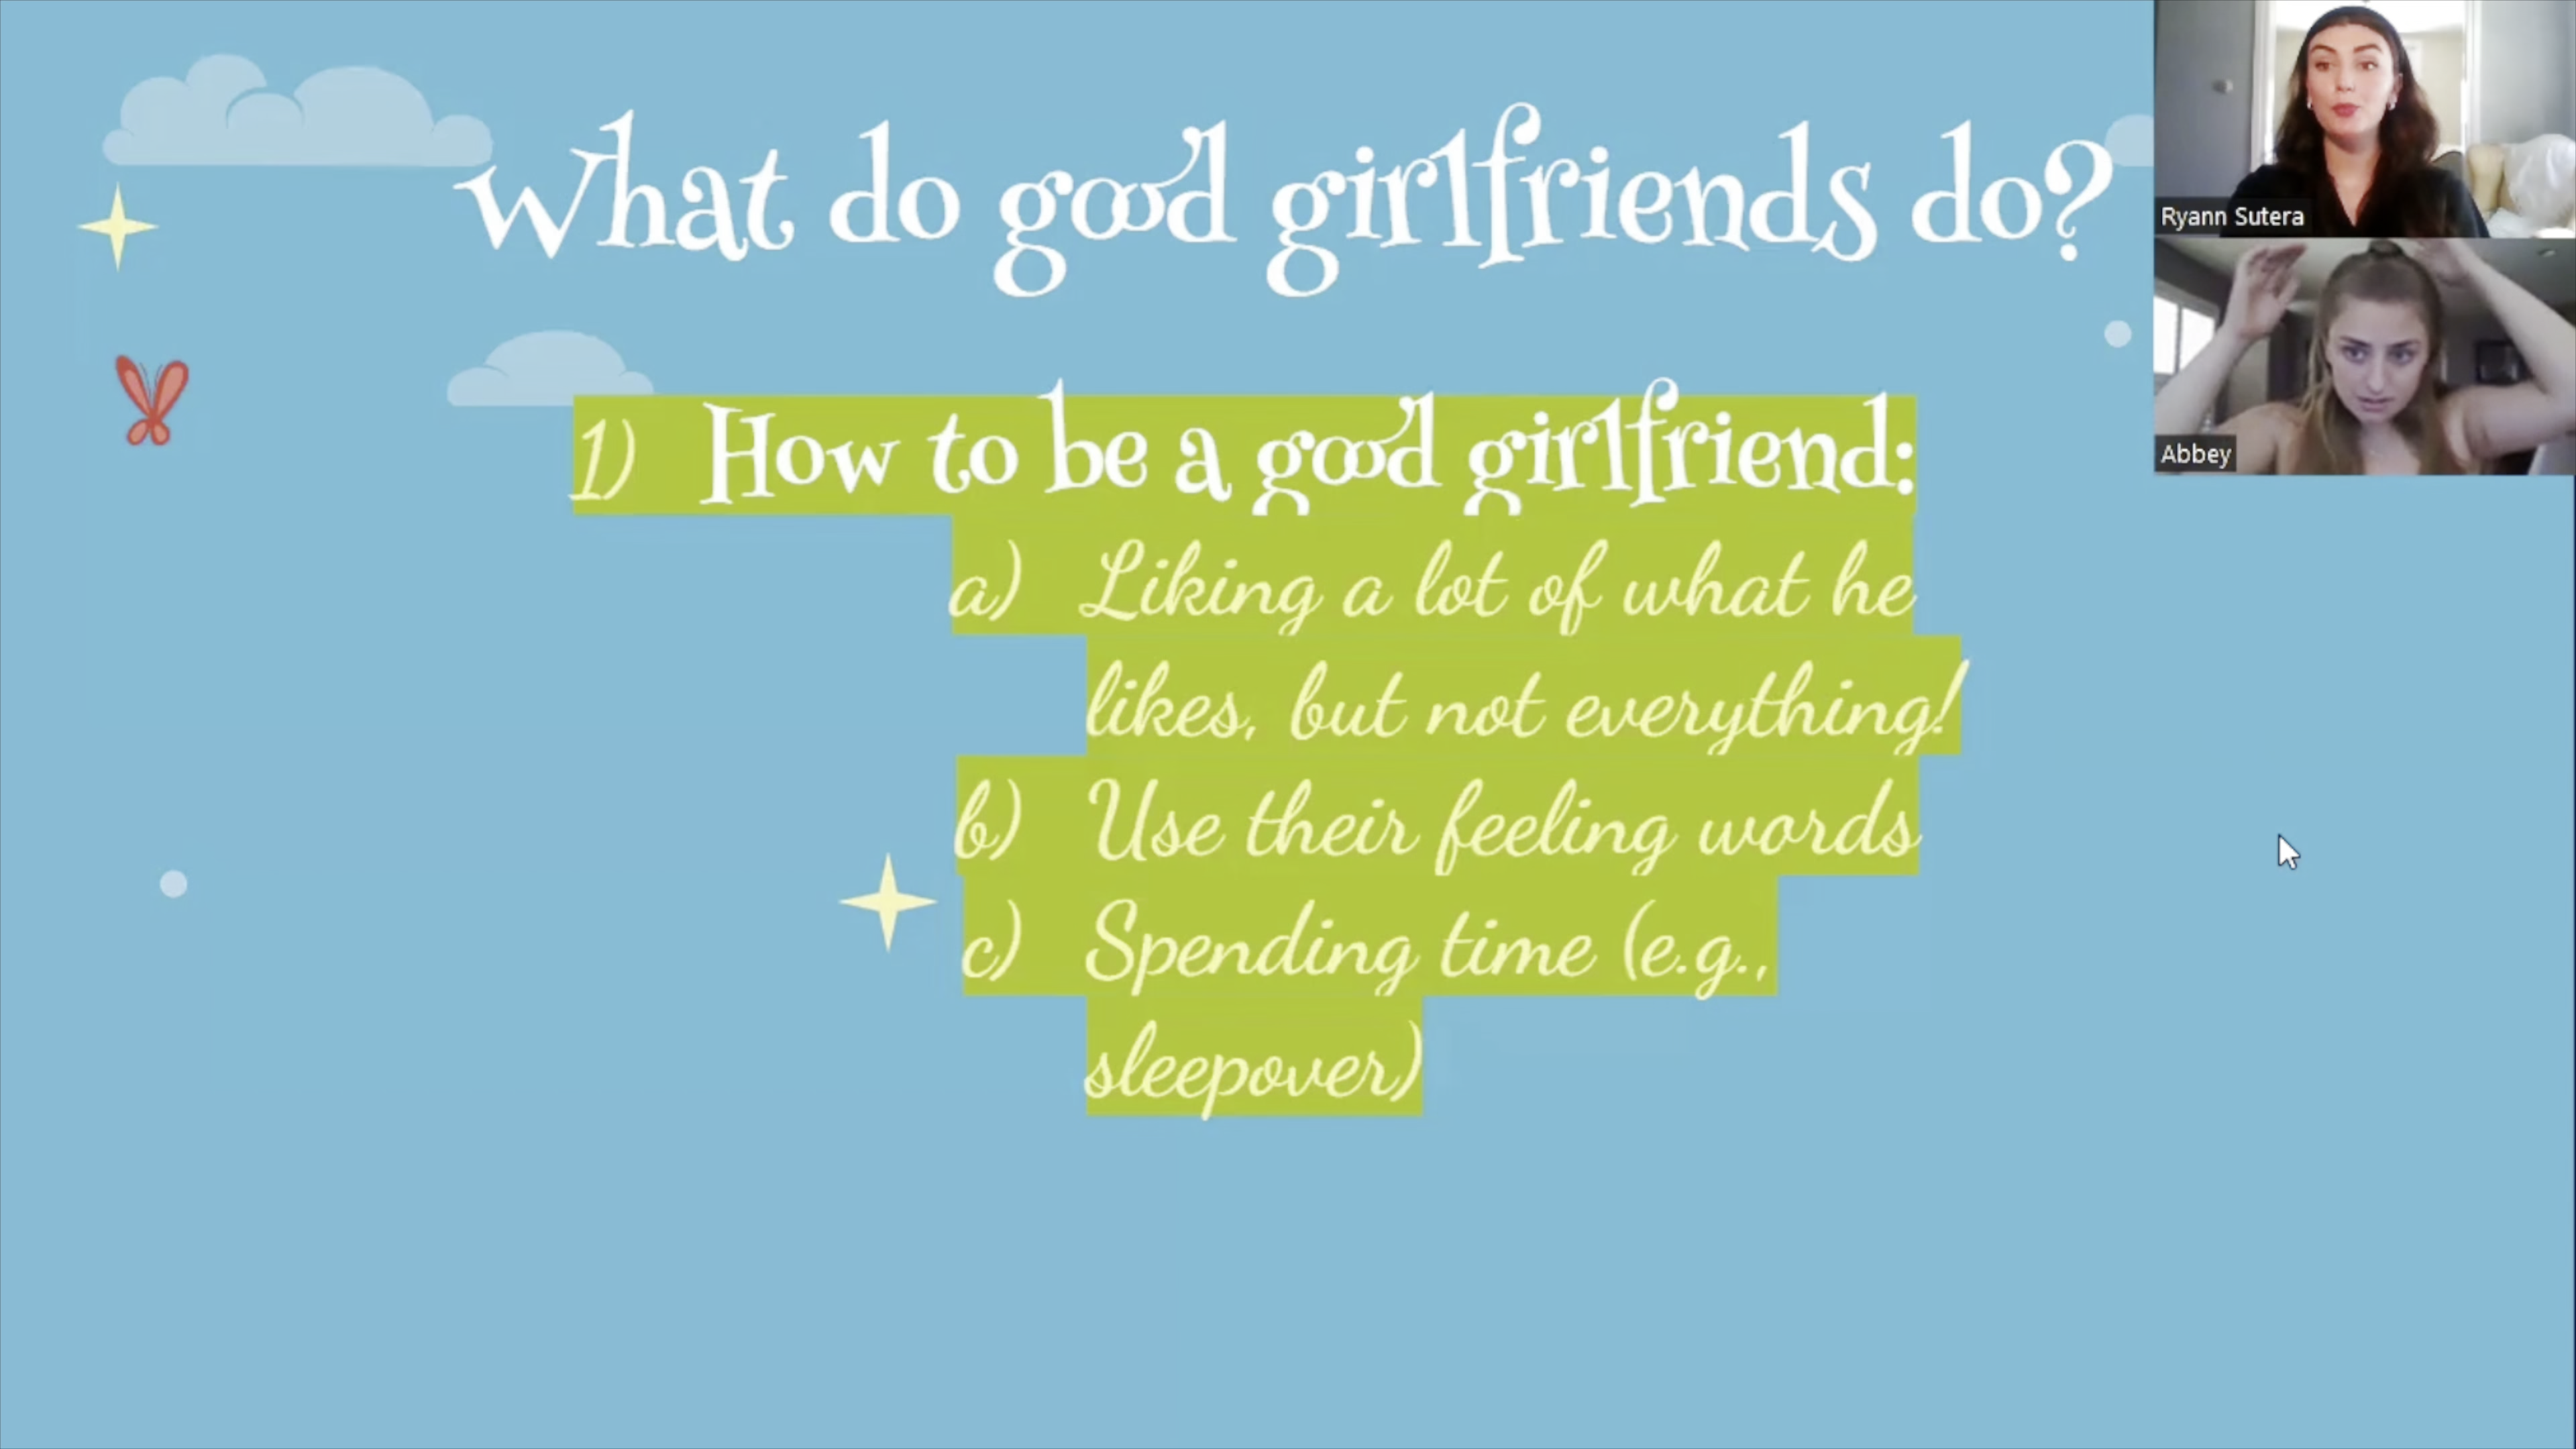 What do good girlfriends do?
1) How to be a good girlfriend:
a) Liking a lot of what he
likes, but not everything!
b) Use their feeling words
c) Spending time (e.g.,
sleepover)
Ryann Sutera
Abbey